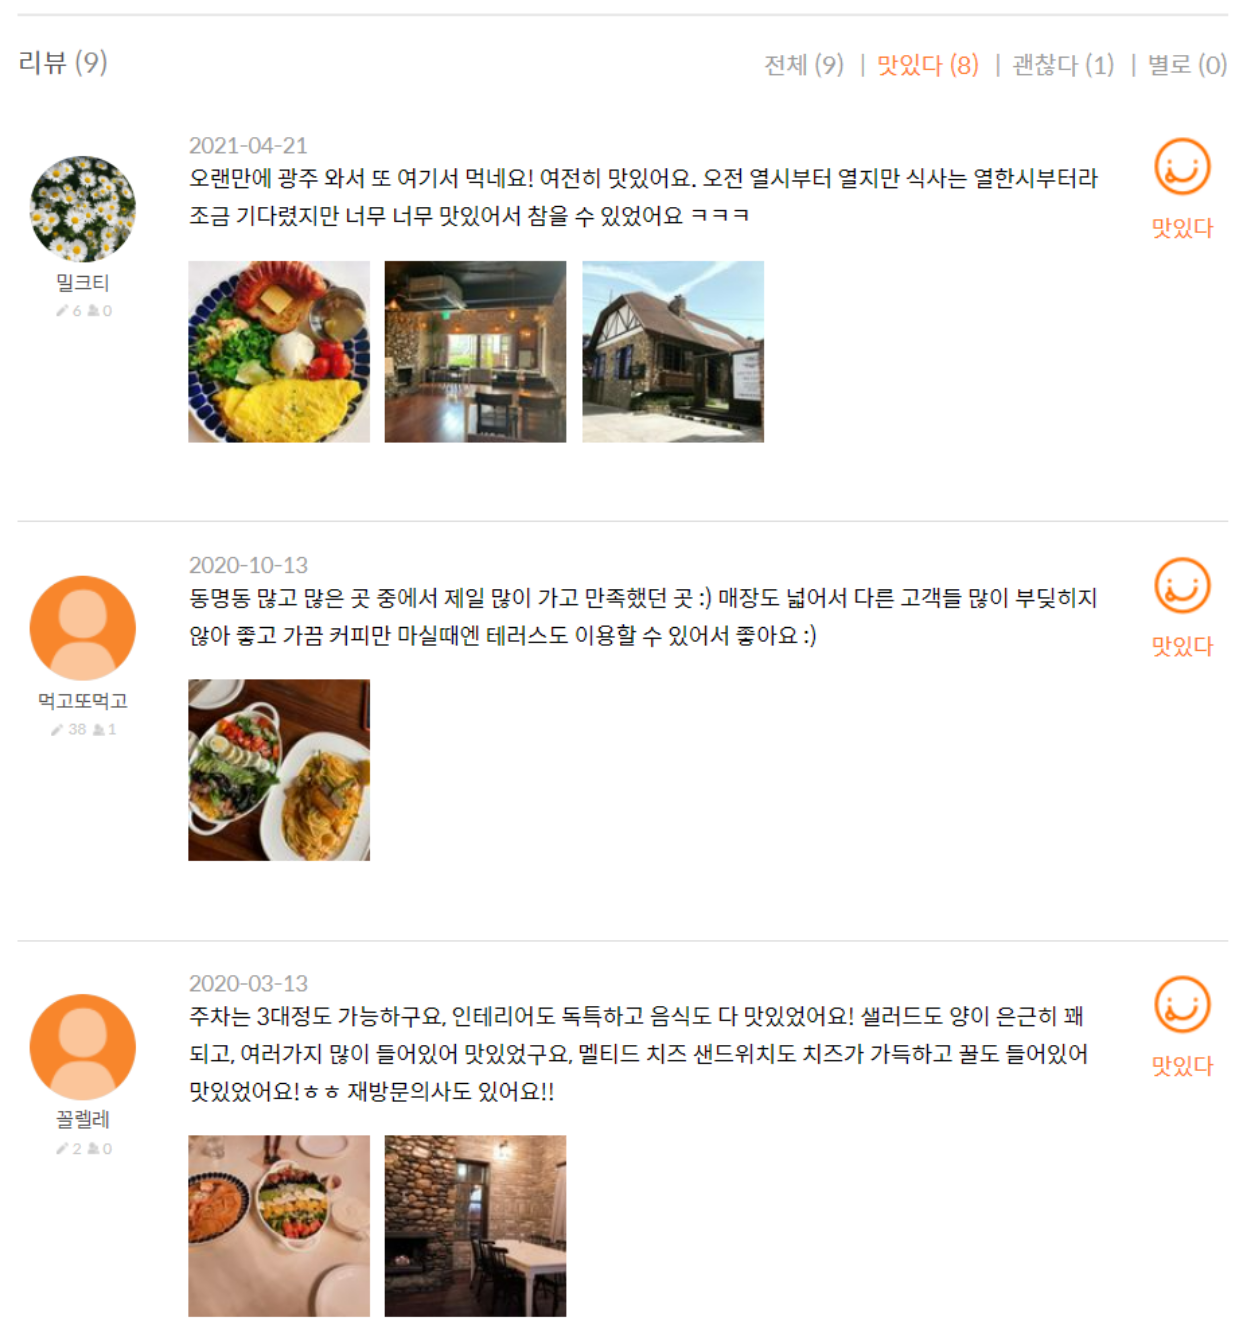 리뷰 (9)
전체 (9) | 맛있다 (8) | 괜찮다 (1) | 별로 (0)
2021-04-21
오랜만에 광주 와서 또 여기서 먹네요! 여전히 맛있어요. 오전 열시부터 열지만 식사는 열한시부터라
조금 기다렸지만 너무 너무 맛있어서 참을 수 있었어요 ㅋㅋㅋ
맛있다
밀크티
6 0
2020-10-13
동명동 많고 많은 곳 중에서 제일 많이 가고 만족했던 곳 :) 매장도 넓어서 다른 고객들 많이 부딪히지
않아 좋고 가끔 커피만 마실때엔 테러스도 이용할 수 있어서 좋아요 :)
맛있다
먹고또먹고
38 1
2020-03-13
주차는 3대정도 가능하구요, 인테리어도 독특하고 음식도 다 맛있었어요! 샐러드도 양이 은근히 꽤
되고, 여러가지 많이 들어있어 맛있었구요, 멜티드 치즈 샌드위치도 치즈가 가득하고 꿀도 들어있어
맛있었어요!ㅎㅎ 재방문의사도 있어요!!
맛있다
꼴렐레
2 0